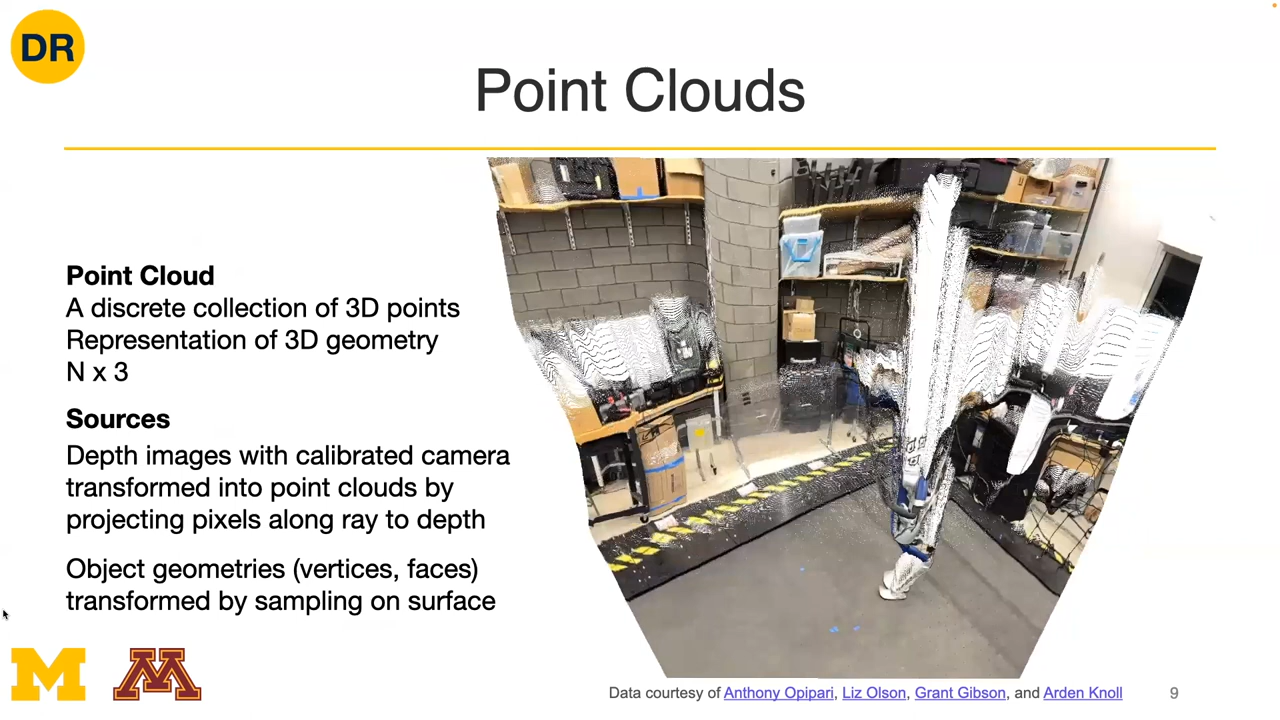 DR
Point Clouds
Point Cloud
A discrete collection of 3D points
Representation of 3D geometry
N x 3
Sources
Depth images with calibrated camera
transformed into point clouds by
projecting pixels along ray to depth
Object geometries (vertices, faces)
transformed by sampling on surface
M M
Data courtesy of Anthony Opipari, Liz Olson, Grant Gibson, and Arden Knoll
9